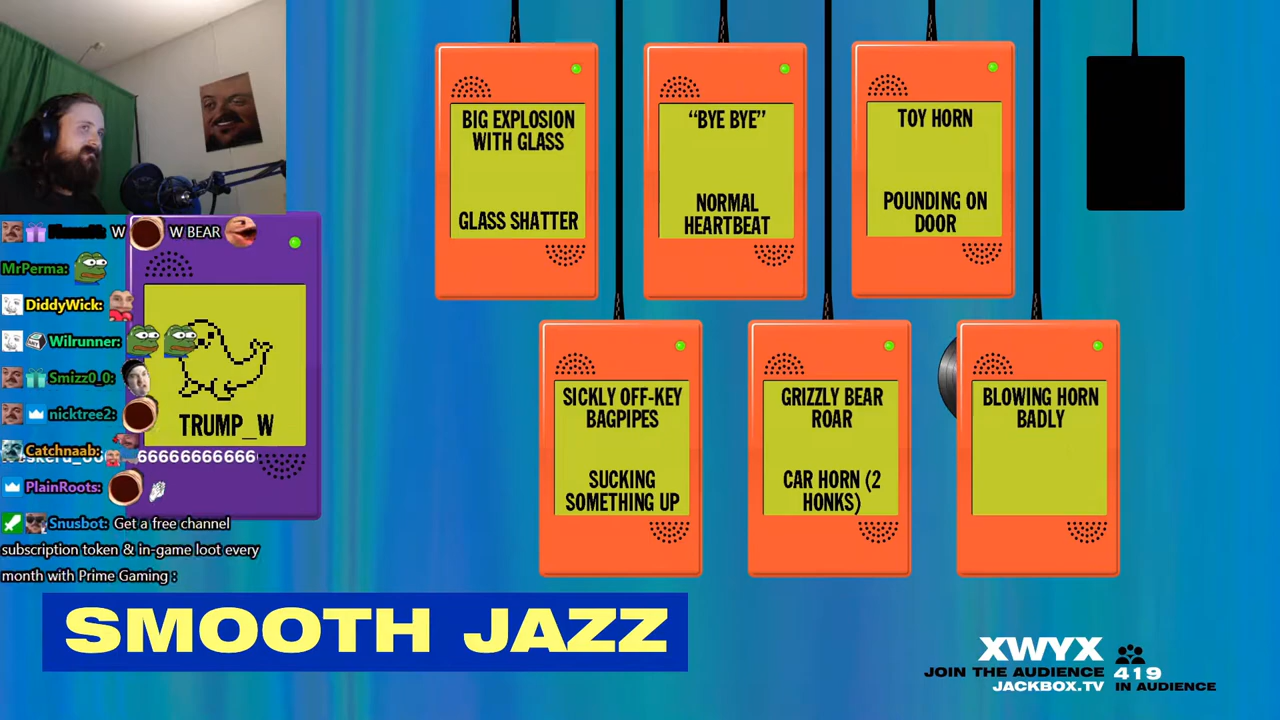 BIG EXPLOSION
WITH GLASS
GLASS SHATTER
“BYE BYE”
NORMAL
HEARTBEAT
TOY HORN
POUNDING ON
DOOR
SICKLY OFF-KEY
BAGPIPES
SUCKING
SOMETHING UP
GRIZZLY BEAR
ROAR
CAR HORN (2
HONKS)
BLOWING HORN
BADLY
W W BEAR
MrPerma:
DiddyWick:
Wilrunner:
Smizz0_0:
nicktree2:
TRUMP_W
Catchnaab:
66666666666
PlainRoots:
Snusbot: Get a free channel
subscription token & in-game loot every
month with Prime Gaming :
SMOOTH JAZZ
XWYX
JOIN THE AUDIENCE
JACKBOX.TV
419
IN AUDIENCE